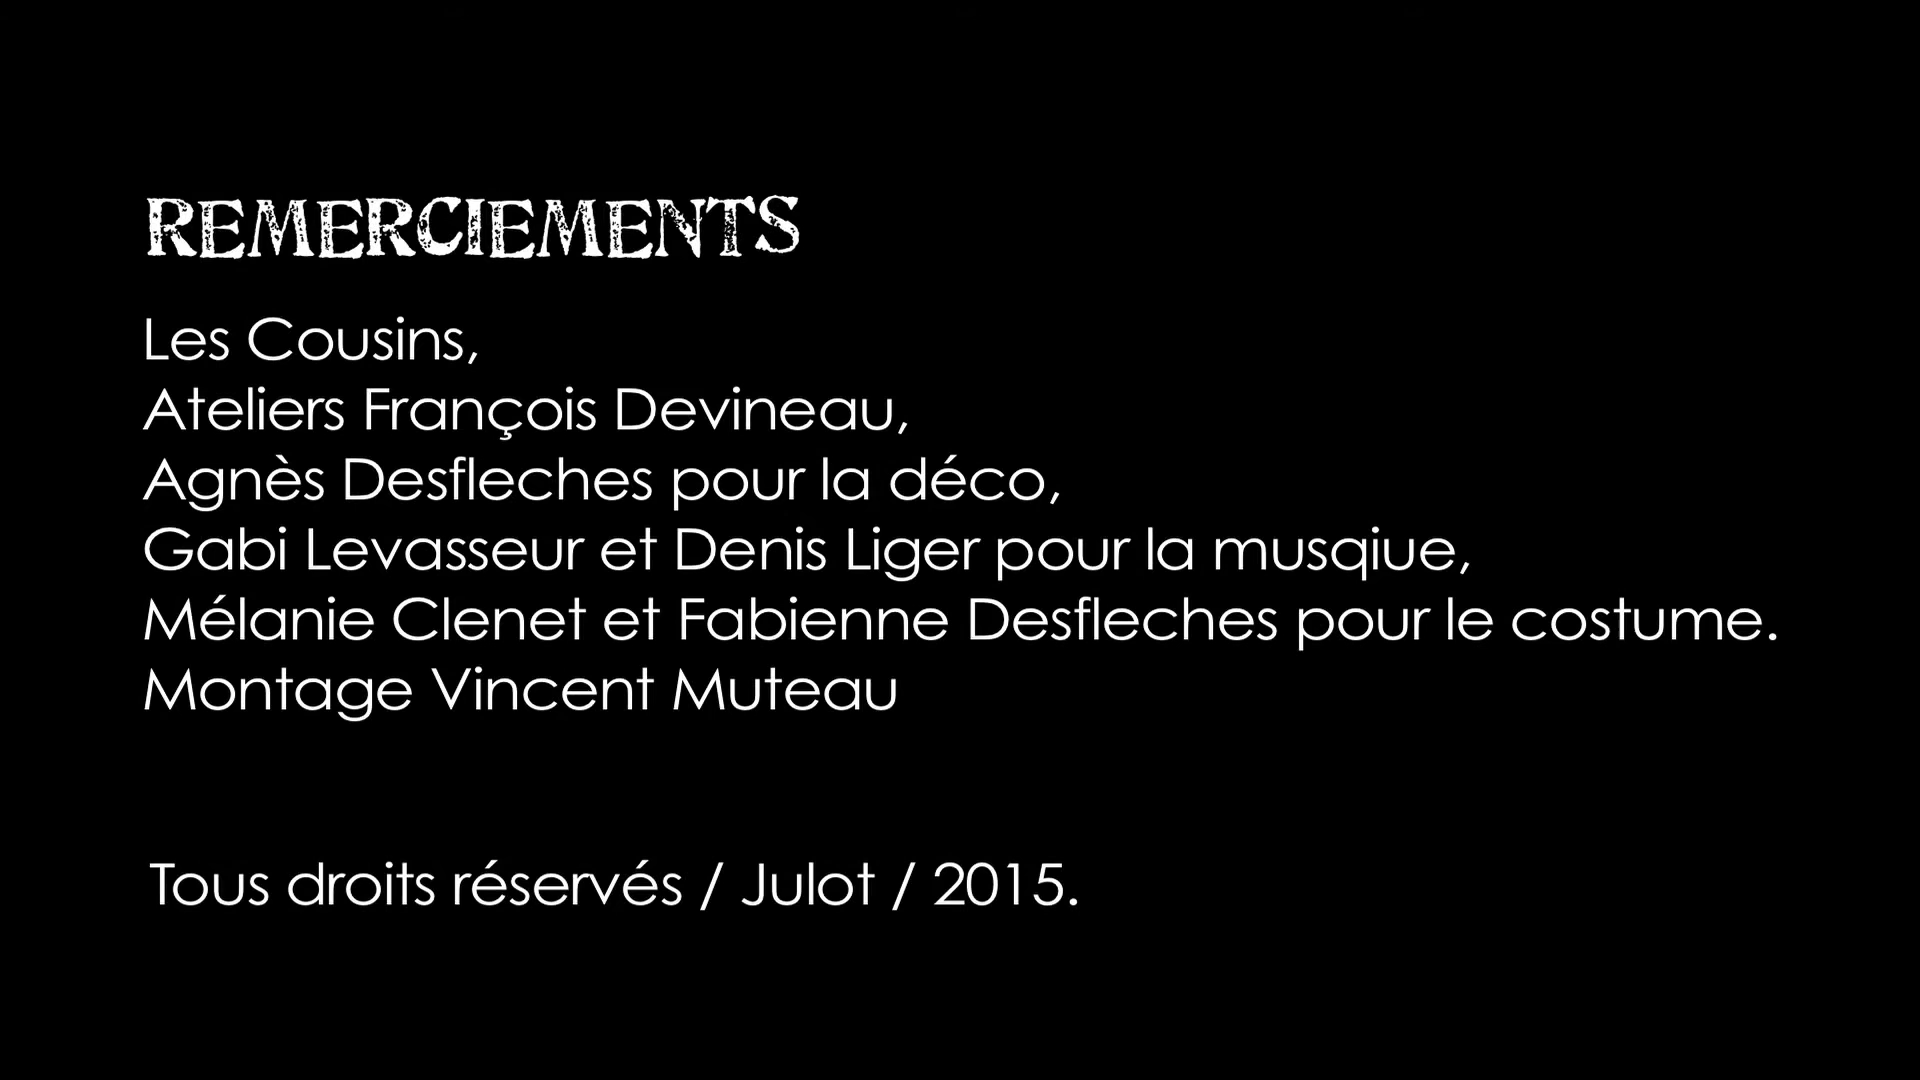 REMERCIEMENTS
Les Cousins,
Ateliers François Devineau,
Agnès Desfleches pour la déco,
Gabi Levasseur et Denis Liger pour la musqiue,
Mélanie Clenet et Fabienne Desfleches pour le costume.
Montage Vincent Muteau
Tous droits réservés / Julot / 2015.